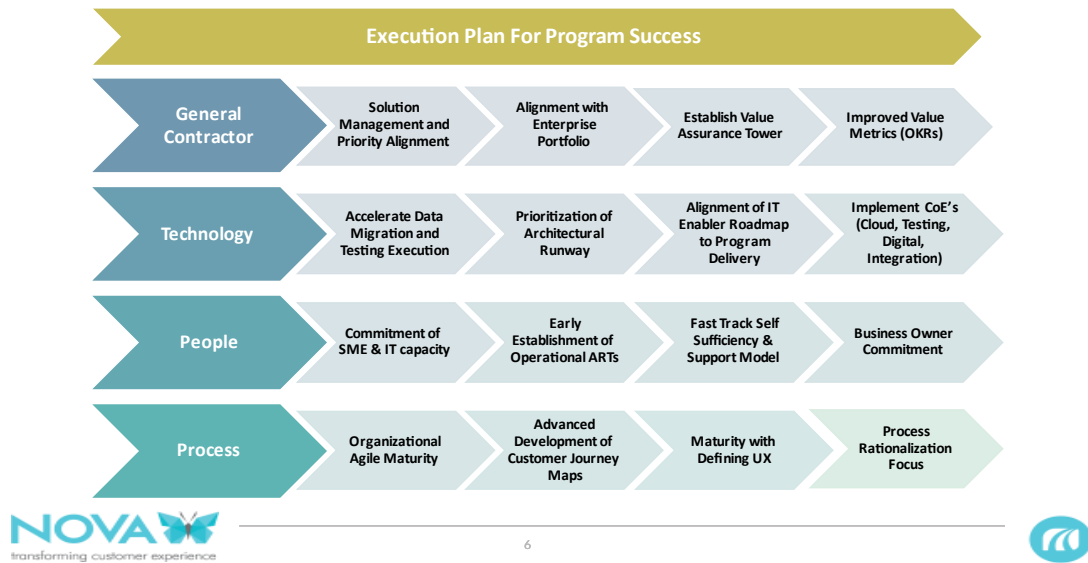 Execution Plan For Program Success
General
Contractor
Solution
Management and
Priority Alignment
Alignment with
Enterprise
Portfolio
Establish Value
Assurance Tower
Improved Value
Metrics (OKRs)
Technology
Accelerate Data
Migration and
Testing Execution
Prioritization of
Architectural
Runway
Alignment of IT
Enabler Roadmap
to Program
Delivery
Implement CoE's
(Cloud, Testing,
Digital,
Integration)
People
Commitment of
SME & IT capacity
Early
Establishment of
Operational ARTs
Fast Track Self
Sufficiency &
Support Model
Business Owner
Commitment
Process
Organizational
Agile Maturity
Advanced
Development of
Customer Journey
Maps
Maturity with
Defining UX
Process
Rationalization
Focus
NOVA
transforming customer experience
6